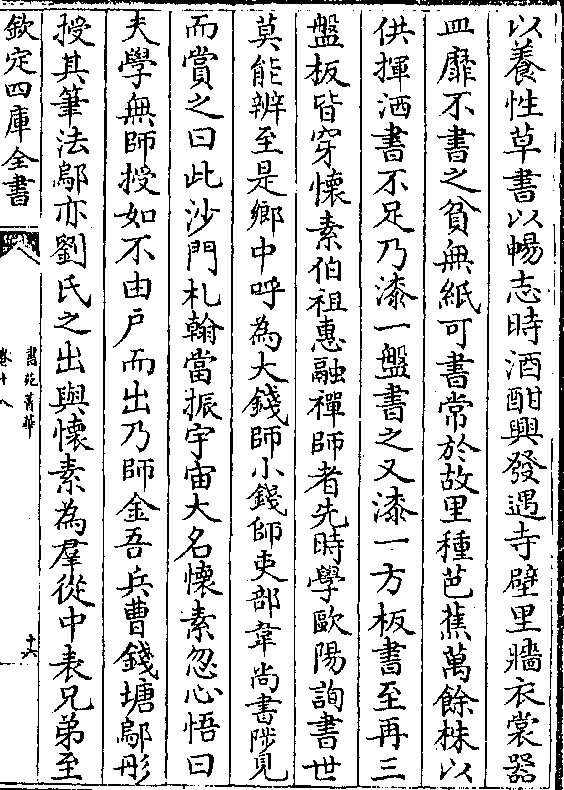 以養性草書以暢志時酒酣興發遇寺壁里牆衣裳器
皿靡不書之貧無紙可書常於故里種芭蕉萬餘株以
供揮洒書不足乃漆一盤書之又漆一方板書至再三
盤板皆穿懷素伯祖惠融禪師者先時學歐陽詢書世
莫能辨至是鄉中呼為大錢師小錢師吏部韋尚書陟見
而賞之曰此沙門札翰當振宇宙大名懷素忽心悟曰
夫學無師授如不由戶而出乃師金吾兵曹錢塘鄔彤
授其筆法鄔亦劉氏之出與懷素為羣從中表兄弟至
欽定四庫全書
書苑菁華
卷十八
十六